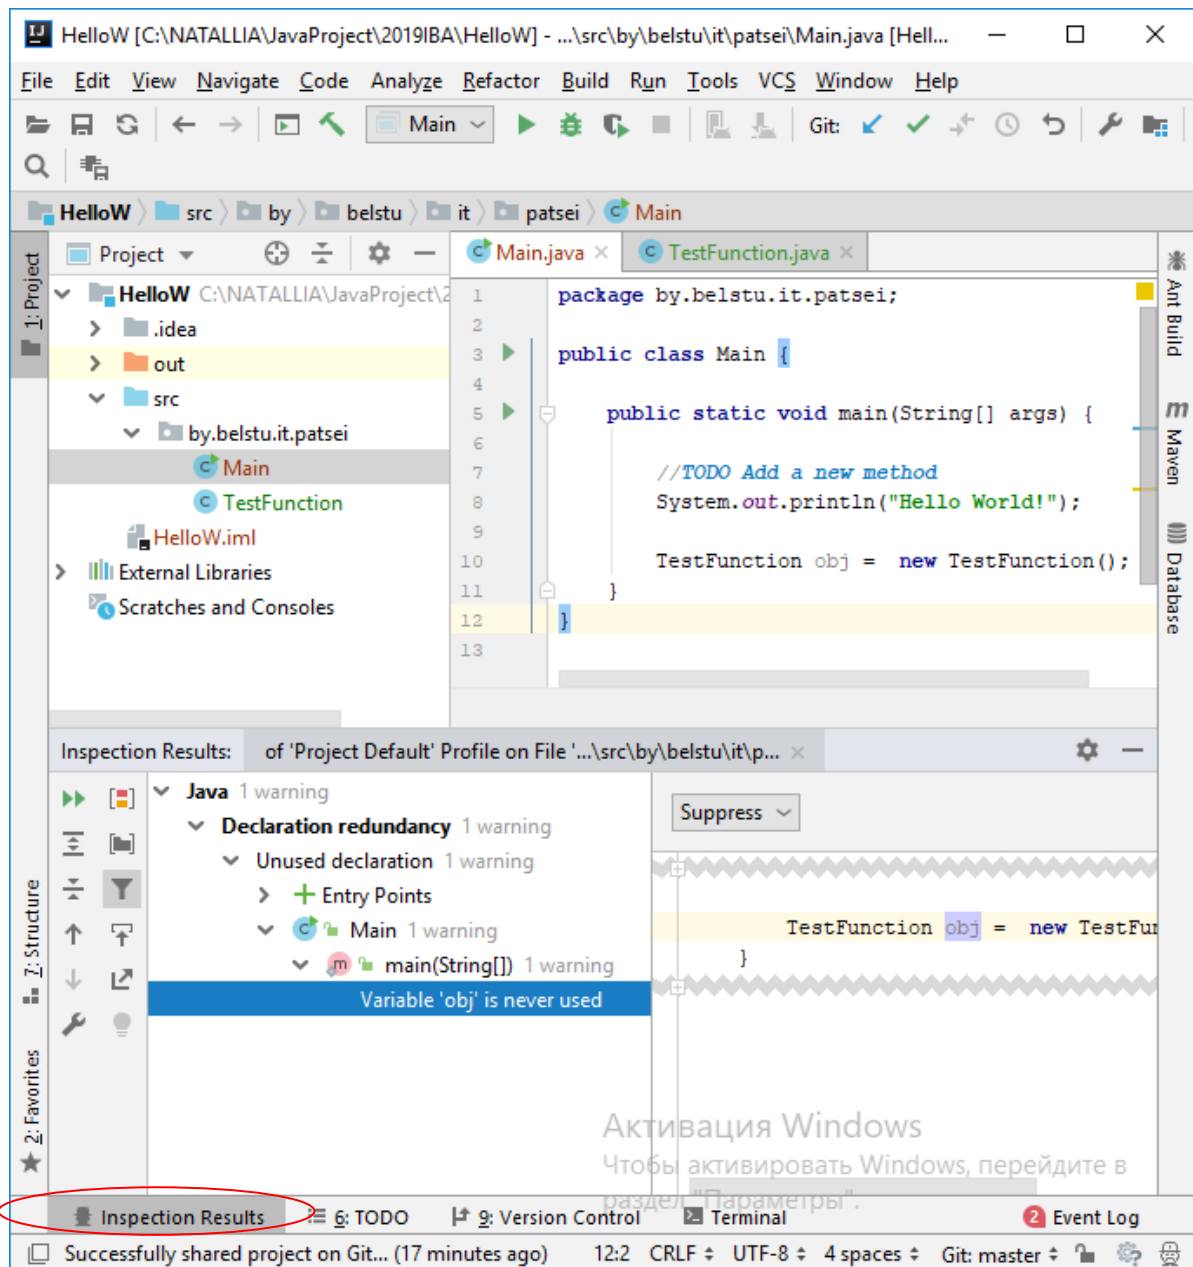 HelloW [C:\NATALLIA\JavaProject\2019IBA\HelloW] - ...\src\by\belstu\it\patsei\Main.java [Hell...
File Edit View Navigate Code Analyze Refactor Build Run Tools VCS Window Help
Main Git:
HelloW src by belstu it patsei Main
1: Project
Project
HelloW C:\NATALLIA\JavaProject\2
.idea
out
src
by.belstu.it.patsei
Main
TestFunction
HelloW.iml
External Libraries
Scratches and Consoles
Main.java TestFunction.java
1 package by.belstu.it.patsei;
2
3 public class Main {
4
5 public static void main(String[] args) {
6
7 //TODO Add a new method
8 System.out.println("Hello World!");
9
10 TestFunction obj = new TestFunction();
11 }
12 }
13
Ant Build
Maven
Database
Inspection Results: of 'Project Default' Profile on File '...\src\by\belstu\it\p...
Java 1 warning
Declaration redundancy 1 warning
Unused declaration 1 warning
Entry Points
Main 1 warning
main(String[]) 1 warning
Variable 'obj' is never used
Suppress
TestFunction obj = new TestFun
}
7: Structure
2: Favorites
Активация Windows
Чтобы активировать Windows, перейдите в
раздел "Параметры".
Inspection Results 6: TODO 9: Version Control Terminal 2 Event Log
Successfully shared project on Git... (17 minutes ago) 12:2 CRLF UTF-8 4 spaces Git: master